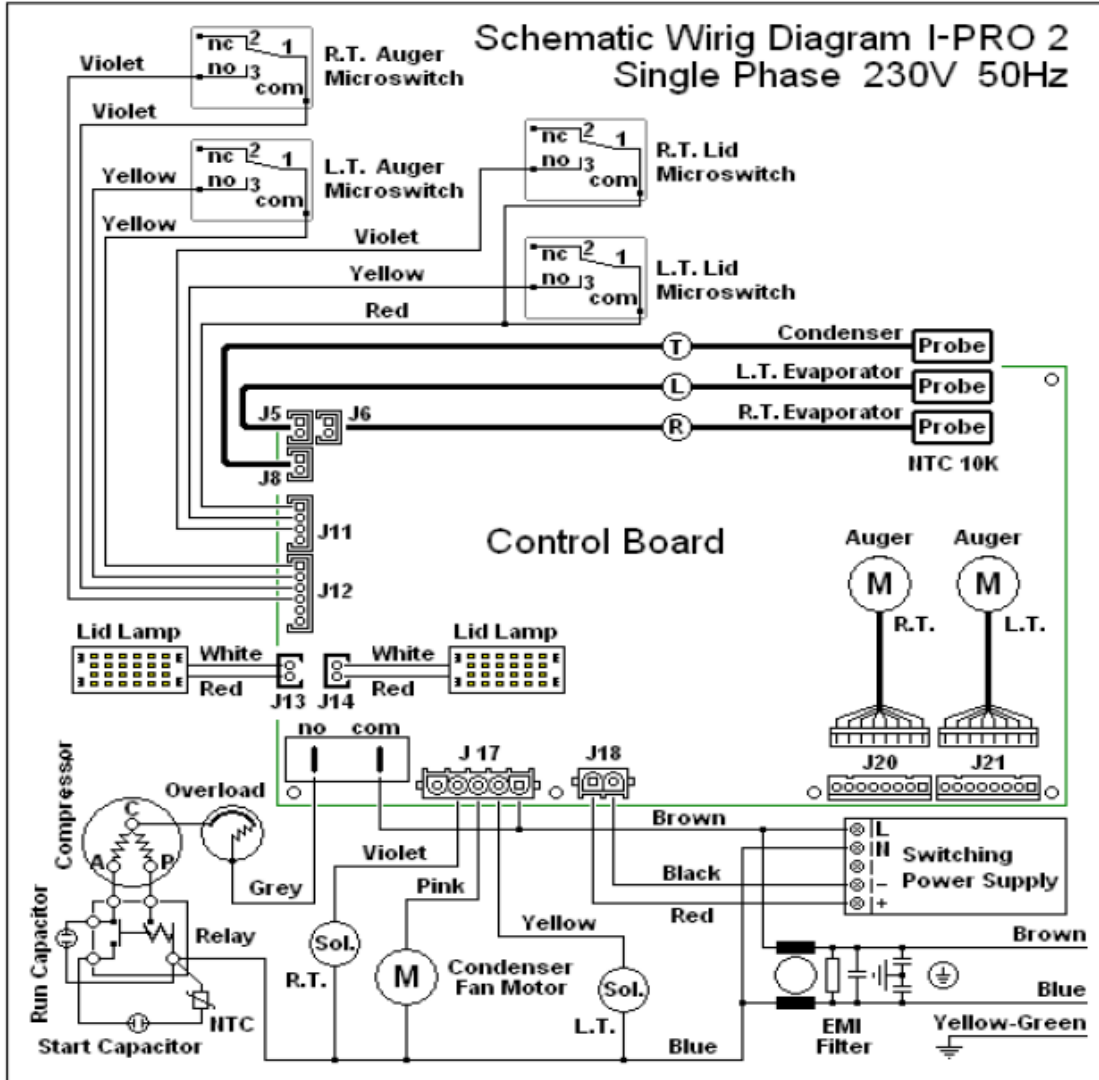 Schematic Wirig Diagram I-PRO 2
Single Phase 230V 50Hz
nc 2 1
no 3
com
R.T. Auger
Microswitch
Violet
Violet
nc 2 1
no 3
com
L.T. Auger
Microswitch
Yellow
Yellow
nc 2 1
no 3
com
R.T. Lid
Microswitch
Violet
nc 2 1
no 3
com
L.T. Lid
Microswitch
Yellow
Red
T
Condenser
Probe
L
L.T. Evaporator
Probe
R
R.T. Evaporator
Probe
NTC 10K
J5
J6
J8
J11
J12
Control Board
Auger
M
R.T.
Auger
M
L.T.
Lid Lamp
White
Red
J13
Lid Lamp
White
Red
J14
no com
J 17
J18
J20
J21
Compressor
C
A
P
Overload
Grey
Violet
Pink
Yellow
Brown
Black
Red
L
N
–
+
Switching
Power Supply
Run Capacitor
Relay
NTC
Start Capacitor
Sol.
R.T.
M
Condenser
Fan Motor
Sol.
L.T.
Blue
EMI
Filter
Brown
Blue
Yellow-Green